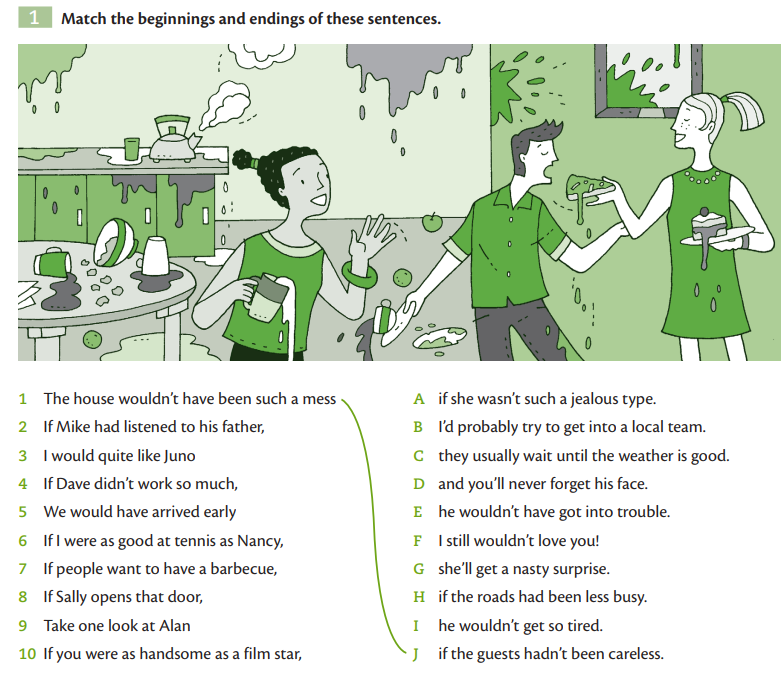 1 Match the beginnings and endings of these sentences.
1 The house wouldn't have been such a mess
2 If Mike had listened to his father,
3 I would quite like Juno
4 If Dave didn't work so much,
5 We would have arrived early
6 If I were as good at tennis as Nancy,
7 If people want to have a barbecue,
8 If Sally opens that door,
9 Take one look at Alan
10 If you were as handsome as a film star,
A if she wasn't such a jealous type.
B I'd probably try to get into a local team.
C they usually wait until the weather is good.
D and you'll never forget his face.
E he wouldn't have got into trouble.
F I still wouldn't love you!
G she'll get a nasty surprise.
H if the roads had been less busy.
I he wouldn't get so tired.
J if the guests hadn't been careless.